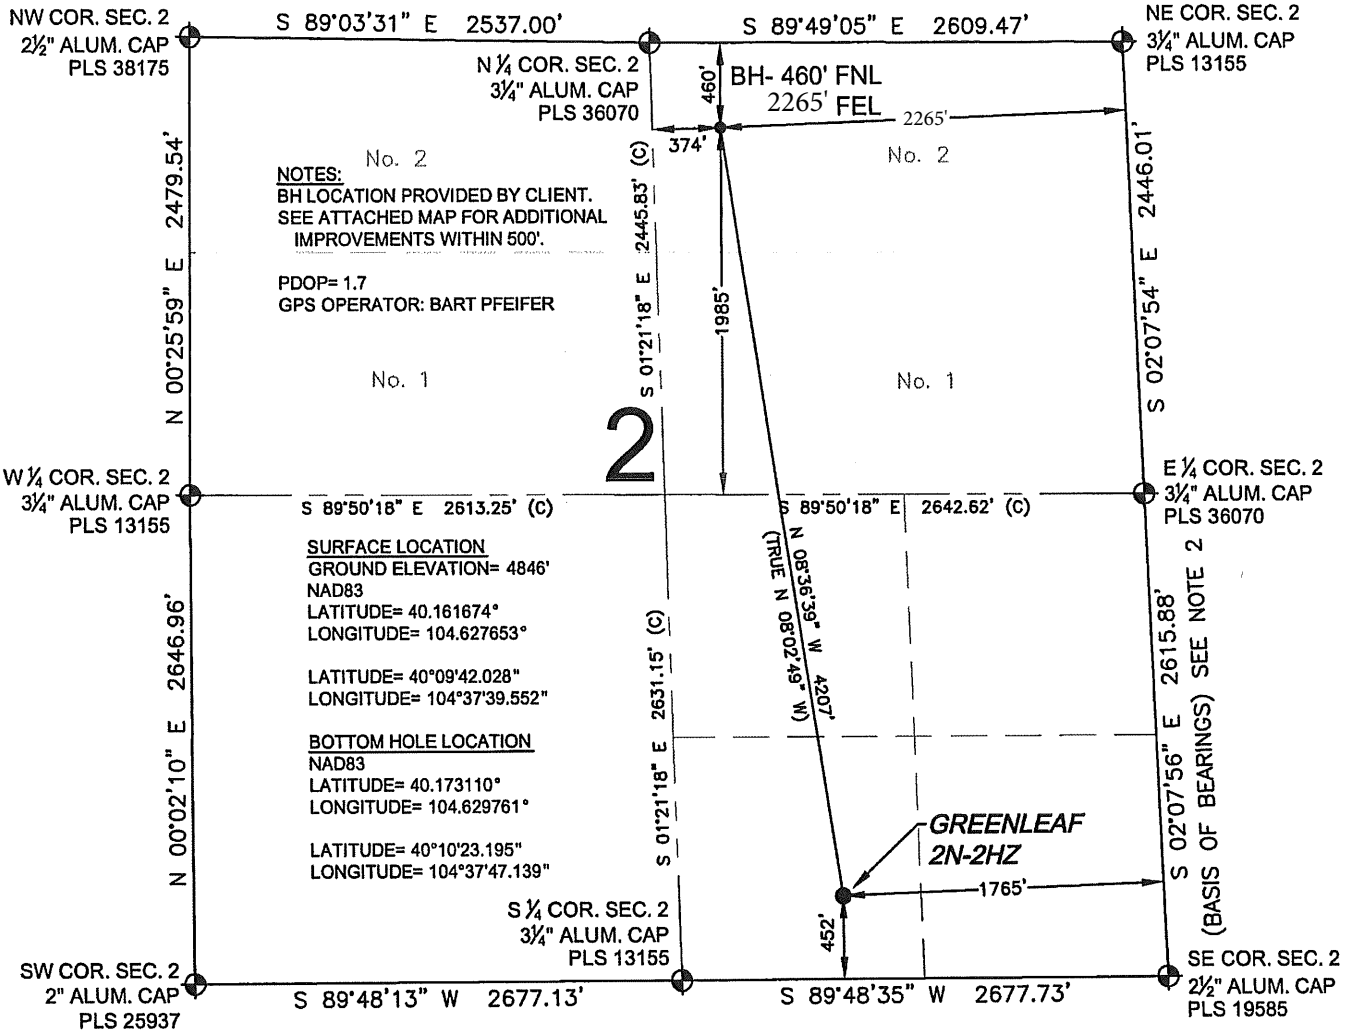 NW COR. SEC. 2
2½" ALUM. CAP
PLS 38175
S 89°03'31" E 2537.00'
S 89°49'05" E 2609.47'
NE COR. SEC. 2
3¼" ALUM. CAP
PLS 13155
N ¼ COR. SEC. 2
3¼" ALUM. CAP
PLS 36070
460'
BH- 460' FNL
2265' FEL
2265'
374'
N 00°25'59" E 2479.54'
No. 2
No. 2
NOTES:
BH LOCATION PROVIDED BY CLIENT.
SEE ATTACHED MAP FOR ADDITIONAL
IMPROVEMENTS WITHIN 500'.
PDOP= 1.7
GPS OPERATOR: BART PFEIFER
S 01°21'18" E 2445.83' (C)
1985'
S 02°07'54" E 2446.01'
No. 1
No. 1
2
W ¼ COR. SEC. 2
3¼" ALUM. CAP
PLS 13155
S 89°50'18" E 2613.25' (C)
S 89°50'18" E 2642.62' (C)
E ¼ COR. SEC. 2
3¼" ALUM. CAP
PLS 36070
SURFACE LOCATION
GROUND ELEVATION= 4846'
NAD83
LATITUDE= 40.161674°
LONGITUDE= 104.627653°
LATITUDE= 40°09'42.028"
LONGITUDE= 104°37'39.552"
BOTTOM HOLE LOCATION
NAD83
LATITUDE= 40.173110°
LONGITUDE= 104.629761°
LATITUDE= 40°10'23.195"
LONGITUDE= 104°37'47.139"
N 00°02'10" E 2646.96'
S 01°21'18" E 2631.15' (C)
N 08°36'39" W 4207'
(TRUE N 08°02'49" W)
S 02°07'56" E 2615.88'
(BASIS OF BEARINGS) SEE NOTE 2
GREENLEAF
2N-2HZ
1765'
452'
S ¼ COR. SEC. 2
3¼" ALUM. CAP
PLS 13155
SW COR. SEC. 2
2" ALUM. CAP
PLS 25937
S 89°48'13" W 2677.13'
S 89°48'35" W 2677.73'
SE COR. SEC. 2
2½" ALUM. CAP
PLS 19585